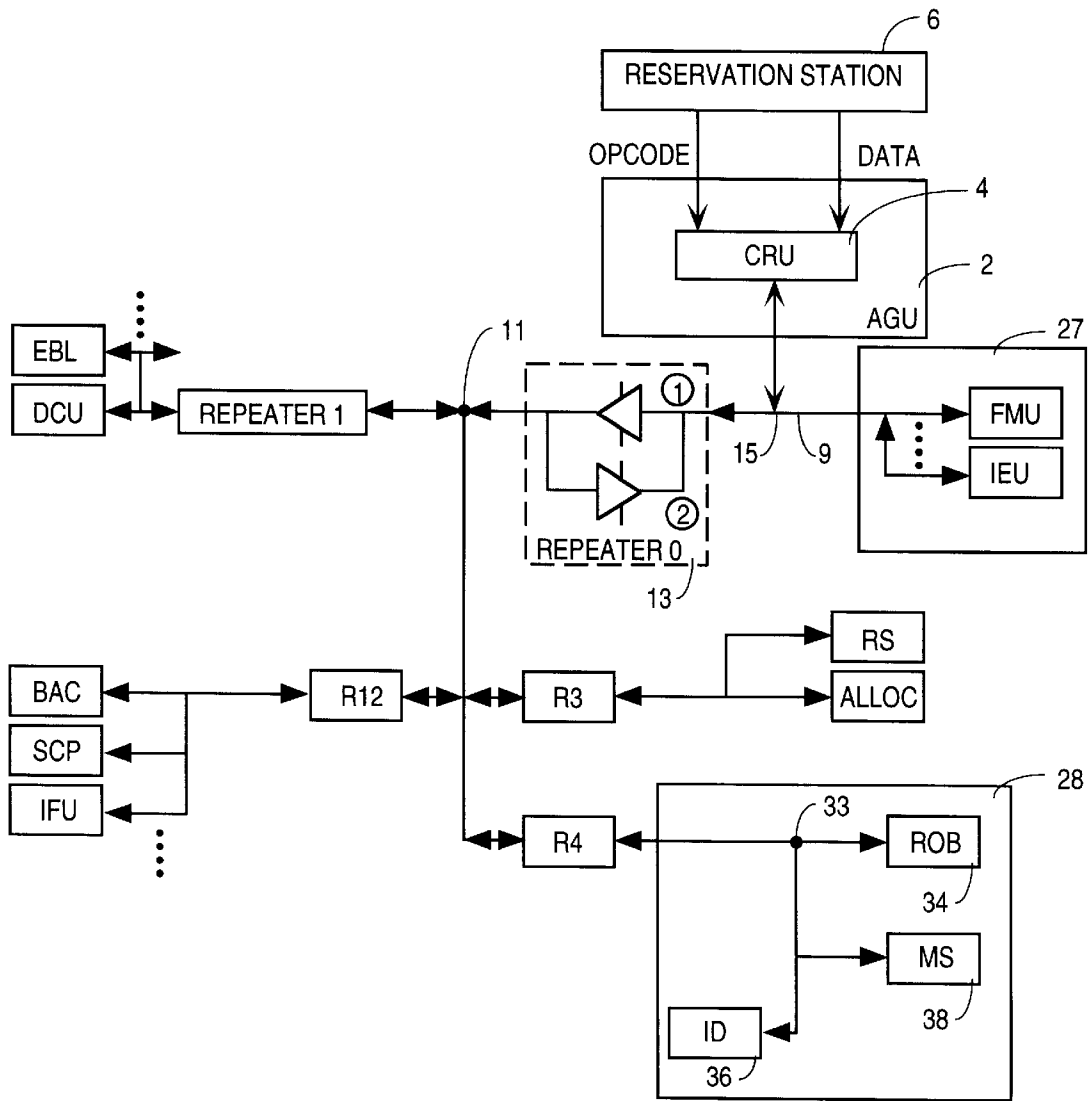 6
RESERVATION STATION
OPCODE DATA
4
CRU
2
AGU
27
11
EBL
DCU
REPEATER 1
1
FMU
15 9
IEU
2
REPEATER 0
13
RS
BAC
R12
R3
ALLOC
SCP
IFU
28
33
R4
ROB
34
MS
38
ID
36